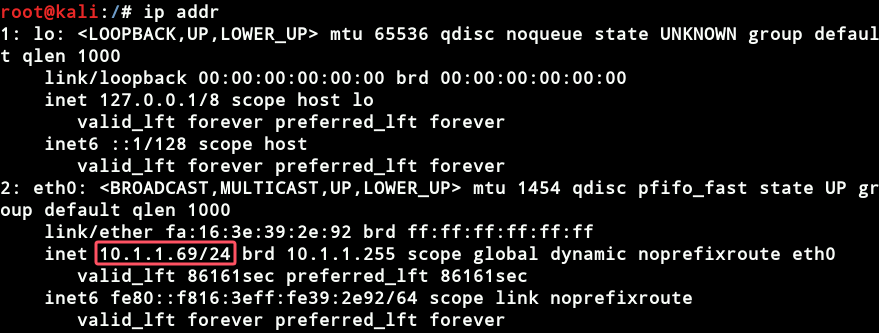 root@kali:/# ip addr
1: lo: <LOOPBACK,UP,LOWER_UP> mtu 65536 qdisc noqueue state UNKNOWN group defaul
t qlen 1000
    link/loopback 00:00:00:00:00:00 brd 00:00:00:00:00:00
    inet 127.0.0.1/8 scope host lo
       valid_lft forever preferred_lft forever
    inet6 ::1/128 scope host
       valid_lft forever preferred_lft forever
2: eth0: <BROADCAST,MULTICAST,UP,LOWER_UP> mtu 1454 qdisc pfifo_fast state UP gr
oup default qlen 1000
    link/ether fa:16:3e:39:2e:92 brd ff:ff:ff:ff:ff:ff
    inet 10.1.1.69/24 brd 10.1.1.255 scope global dynamic noprefixroute eth0
       valid_lft 86161sec preferred_lft 86161sec
    inet6 fe80::f816:3eff:fe39:2e92/64 scope link noprefixroute
       valid_lft forever preferred_lft forever